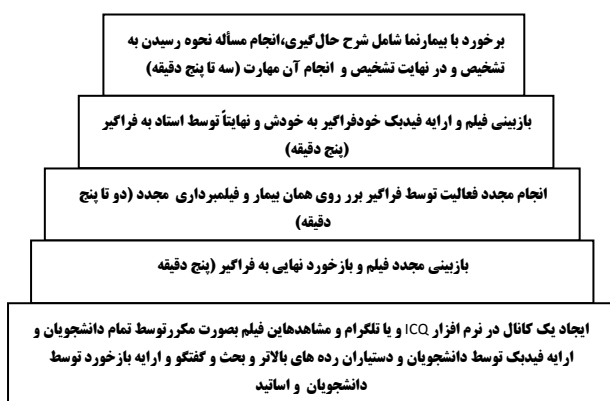 برخورد با بیمارنما شامل شرح حال‌گیری،انجام مسأله نحوه رسیدن به
تشخیص و در نهایت تشخیص و انجام آن مهارت (سه تا پنج دقیقه)
بازبینی فیلم و ارایه فیدبک خودفراگیر به خودش و نهایتاً توسط استاد به فراگیر
(پنج دقیقه)
انجام مجدد فعالیت توسط فراگیر برر روی همان بیمار و فیلمبرداری مجدد (دو تا پنج
دقیقه)
بازبینی مجدد فیلم و بازخورد نهایی به فراگیر (پنج دقیقه
ایجاد یک کانال در نرم افزار ICQ و یا تلگرام و مشاهدهاین فیلم بصورت مکررتوسط تمام دانشجویان و
ارایه فیدبک توسط دانشجویان و دستیاران رده های بالاتر و بحث و گفتگو و ارایه بازخورد توسط
دانشجویان و اساتید